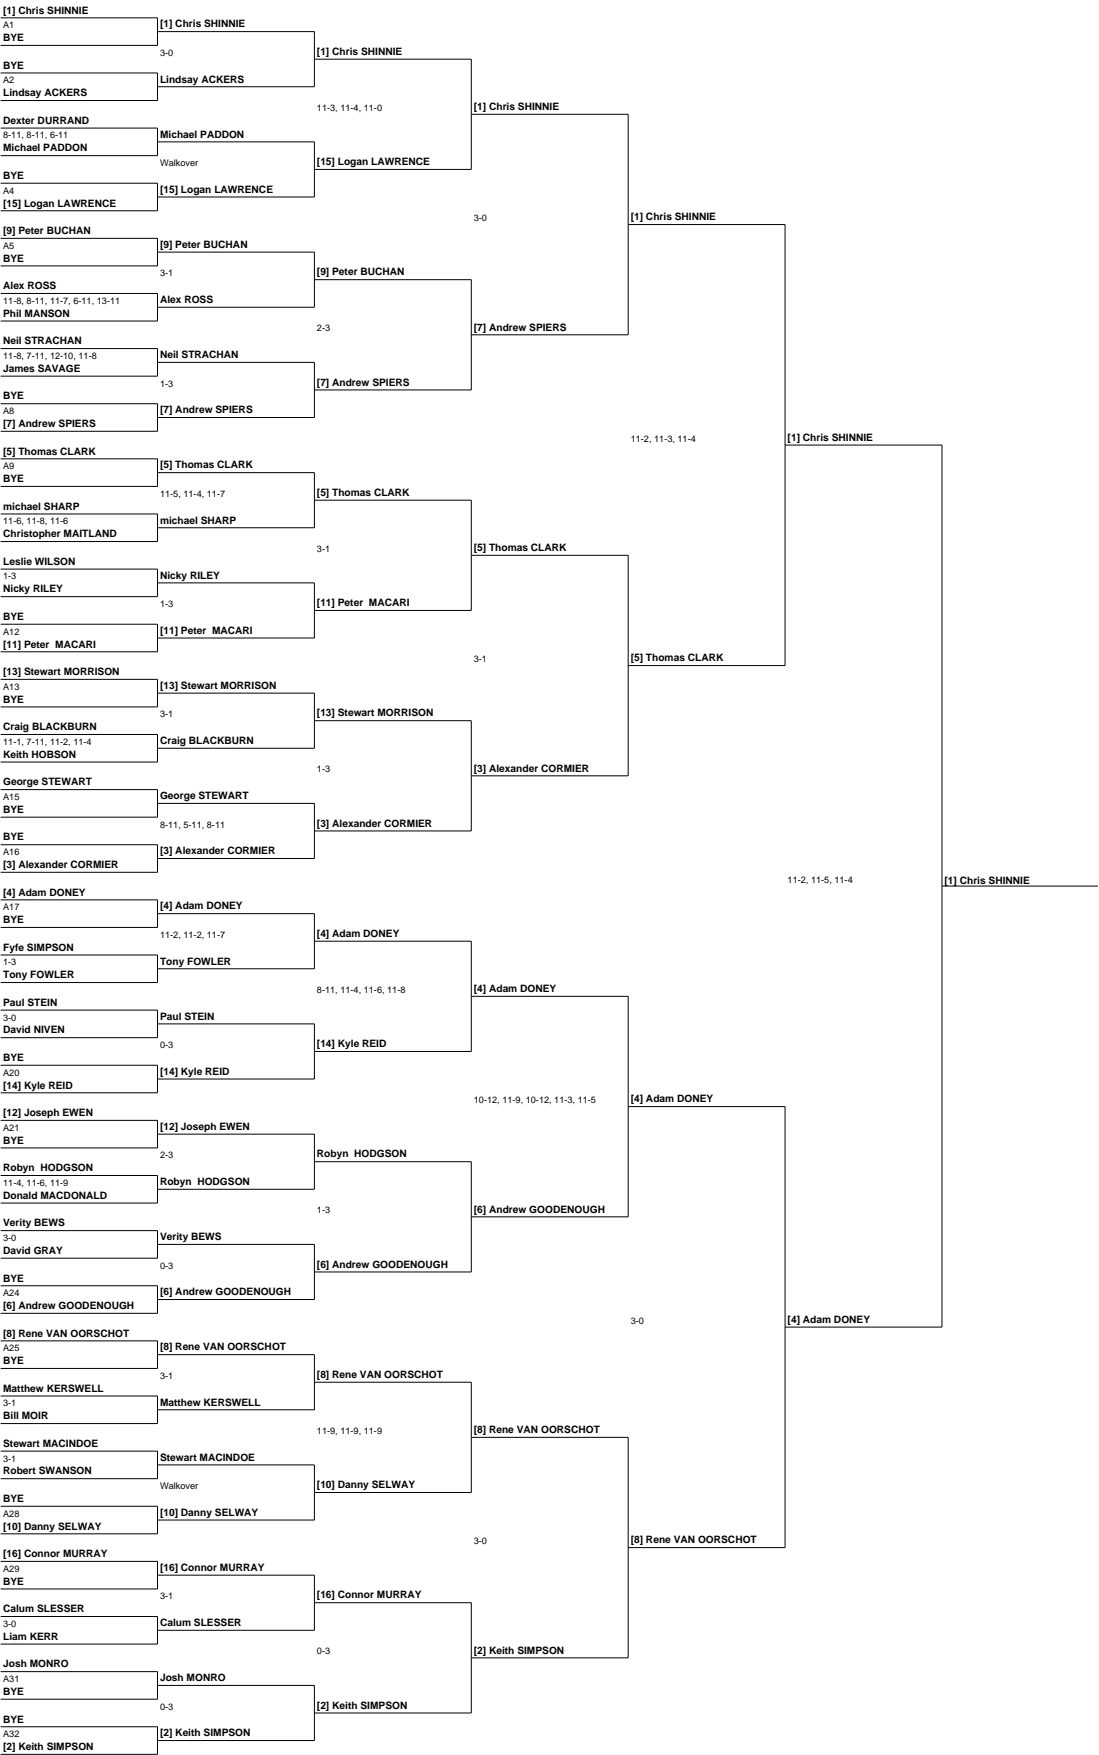 [1] Chris SHINNIE
A1
[1] Chris SHINNIE
BYE
3-0
[1] Chris SHINNIE
BYE
A2
Lindsay ACKERS
Lindsay ACKERS
11-3, 11-4, 11-0
[1] Chris SHINNIE
Dexter DURRAND
8-11, 8-11, 6-11
Michael PADDON
Michael PADDON
Walkover
[15] Logan LAWRENCE
BYE
A4
[15] Logan LAWRENCE
[15] Logan LAWRENCE
3-0
[1] Chris SHINNIE
[9] Peter BUCHAN
A5
[9] Peter BUCHAN
BYE
3-1
[9] Peter BUCHAN
Alex ROSS
11-8, 8-11, 11-7, 6-11, 13-11
Alex ROSS
Phil MANSON
2-3
[7] Andrew SPIERS
Neil STRACHAN
11-8, 7-11, 12-10, 11-8
Neil STRACHAN
James SAVAGE
1-3
[7] Andrew SPIERS
BYE
A8
[7] Andrew SPIERS
[7] Andrew SPIERS
11-2, 11-3, 11-4
[1] Chris SHINNIE
[5] Thomas CLARK
A9
[5] Thomas CLARK
BYE
11-5, 11-4, 11-7
[5] Thomas CLARK
michael SHARP
11-6, 11-8, 11-6
michael SHARP
Christopher MAITLAND
3-1
[5] Thomas CLARK
Leslie WILSON
1-3
Nicky RILEY
Nicky RILEY
1-3
[11] Peter  MACARI
BYE
A12
[11] Peter  MACARI
[11] Peter  MACARI
3-1
[5] Thomas CLARK
[13] Stewart MORRISON
A13
[13] Stewart MORRISON
BYE
3-1
[13] Stewart MORRISON
Craig BLACKBURN
11-1, 7-11, 11-2, 11-4
Craig BLACKBURN
Keith HOBSON
1-3
[3] Alexander CORMIER
George STEWART
A15
George STEWART
BYE
8-11, 5-11, 8-11
[3] Alexander CORMIER
BYE
A16
[3] Alexander CORMIER
[3] Alexander CORMIER
11-2, 11-5, 11-4
[1] Chris SHINNIE
[4] Adam DONEY
A17
[4] Adam DONEY
BYE
11-2, 11-2, 11-7
[4] Adam DONEY
Fyfe SIMPSON
1-3
Tony FOWLER
Tony FOWLER
8-11, 11-4, 11-6, 11-8
[4] Adam DONEY
Paul STEIN
3-0
Paul STEIN
David NIVEN
0-3
[14] Kyle REID
BYE
A20
[14] Kyle REID
[14] Kyle REID
10-12, 11-9, 10-12, 11-3, 11-5
[4] Adam DONEY
[12] Joseph EWEN
A21
[12] Joseph EWEN
BYE
2-3
Robyn  HODGSON
Robyn  HODGSON
11-4, 11-6, 11-9
Robyn  HODGSON
Donald MACDONALD
1-3
[6] Andrew GOODENOUGH
Verity BEWS
3-0
Verity BEWS
David GRAY
0-3
[6] Andrew GOODENOUGH
BYE
A24
[6] Andrew GOODENOUGH
[6] Andrew GOODENOUGH
3-0
[4] Adam DONEY
[8] Rene VAN OORSCHOT
A25
[8] Rene VAN OORSCHOT
BYE
3-1
[8] Rene VAN OORSCHOT
Matthew KERSWELL
3-1
Matthew KERSWELL
Bill MOIR
11-9, 11-9, 11-9
[8] Rene VAN OORSCHOT
Stewart MACINDOE
3-1
Stewart MACINDOE
Robert SWANSON
Walkover
[10] Danny SELWAY
BYE
A28
[10] Danny SELWAY
[10] Danny SELWAY
3-0
[8] Rene VAN OORSCHOT
[16] Connor MURRAY
A29
[16] Connor MURRAY
BYE
3-1
[16] Connor MURRAY
Calum SLESSER
3-0
Calum SLESSER
Liam KERR
0-3
[2] Keith SIMPSON
Josh MONRO
A31
Josh MONRO
BYE
0-3
[2] Keith SIMPSON
BYE
A32
[2] Keith SIMPSON
[2] Keith SIMPSON